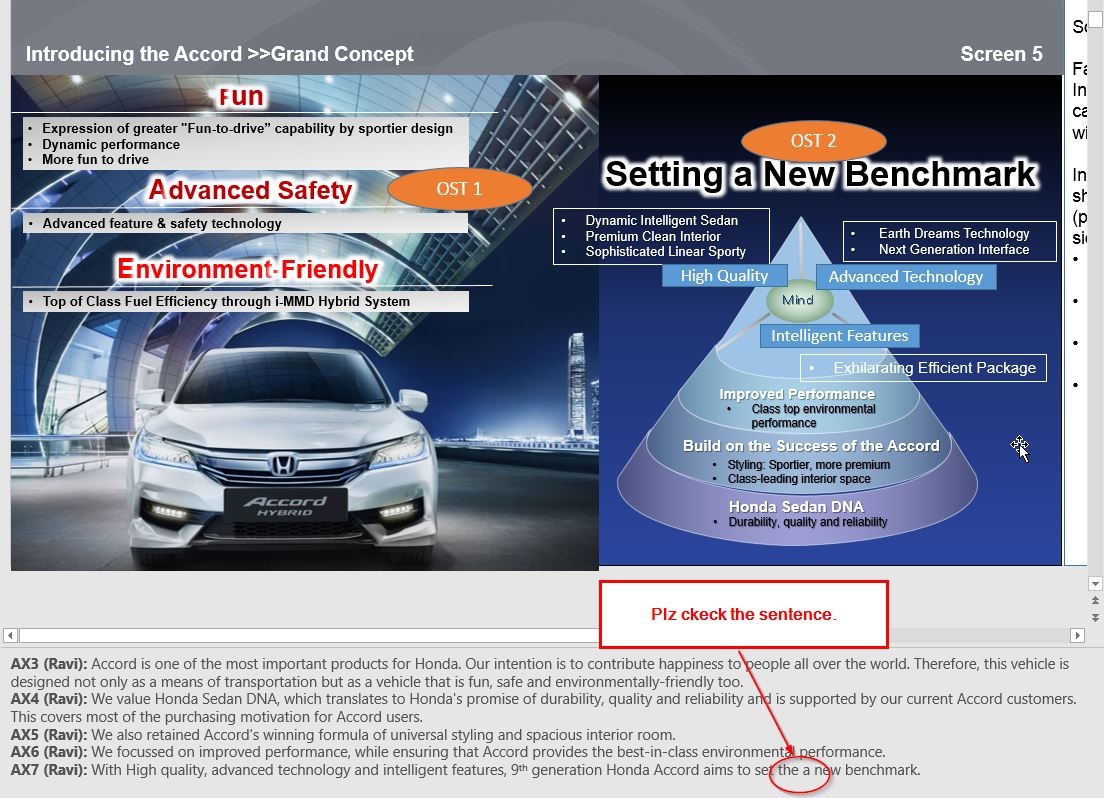 Introducing the Accord >>Grand Concept
Screen 5
Fun
• Expression of greater "Fun-to-drive" capability by sportier design
• Dynamic performance
• More fun to drive
OST 1
Advanced Safety
• Advanced feature & safety technology
Environment-Friendly
• Top of Class Fuel Efficiency through i-MMD Hybrid System
Accord
HYBRID
OST 2
Setting a New Benchmark
• Dynamic Intelligent Sedan
• Premium Clean Interior
• Sophisticated Linear Sporty
• Earth Dreams Technology
• Next Generation Interface
High Quality
Advanced Technology
Mind
Intelligent Features
• Exhilarating Efficient Package
Improved Performance
• Class top environmental
performance
Build on the Success of the Accord
• Styling: Sportier, more premium
• Class-leading interior space
Honda Sedan DNA
• Durability, quality and reliability
Plz ckeck the sentence.
AX3 (Ravi): Accord is one of the most important products for Honda. Our intention is to contribute happiness to people all over the world. Therefore, this vehicle is
designed not only as a means of transportation but as a vehicle that is fun, safe and environmentally-friendly too.
AX4 (Ravi): We value Honda Sedan DNA, which translates to Honda's promise of durability, quality and reliability and is supported by our current Accord customers.
This covers most of the purchasing motivation for Accord users.
AX5 (Ravi): We also retained Accord's winning formula of universal styling and spacious interior room.
AX6 (Ravi): We focussed on improved performance, while ensuring that Accord provides the best-in-class environmental performance.
AX7 (Ravi): With High quality, advanced technology and intelligent features, 9th generation Honda Accord aims to set the a new benchmark.